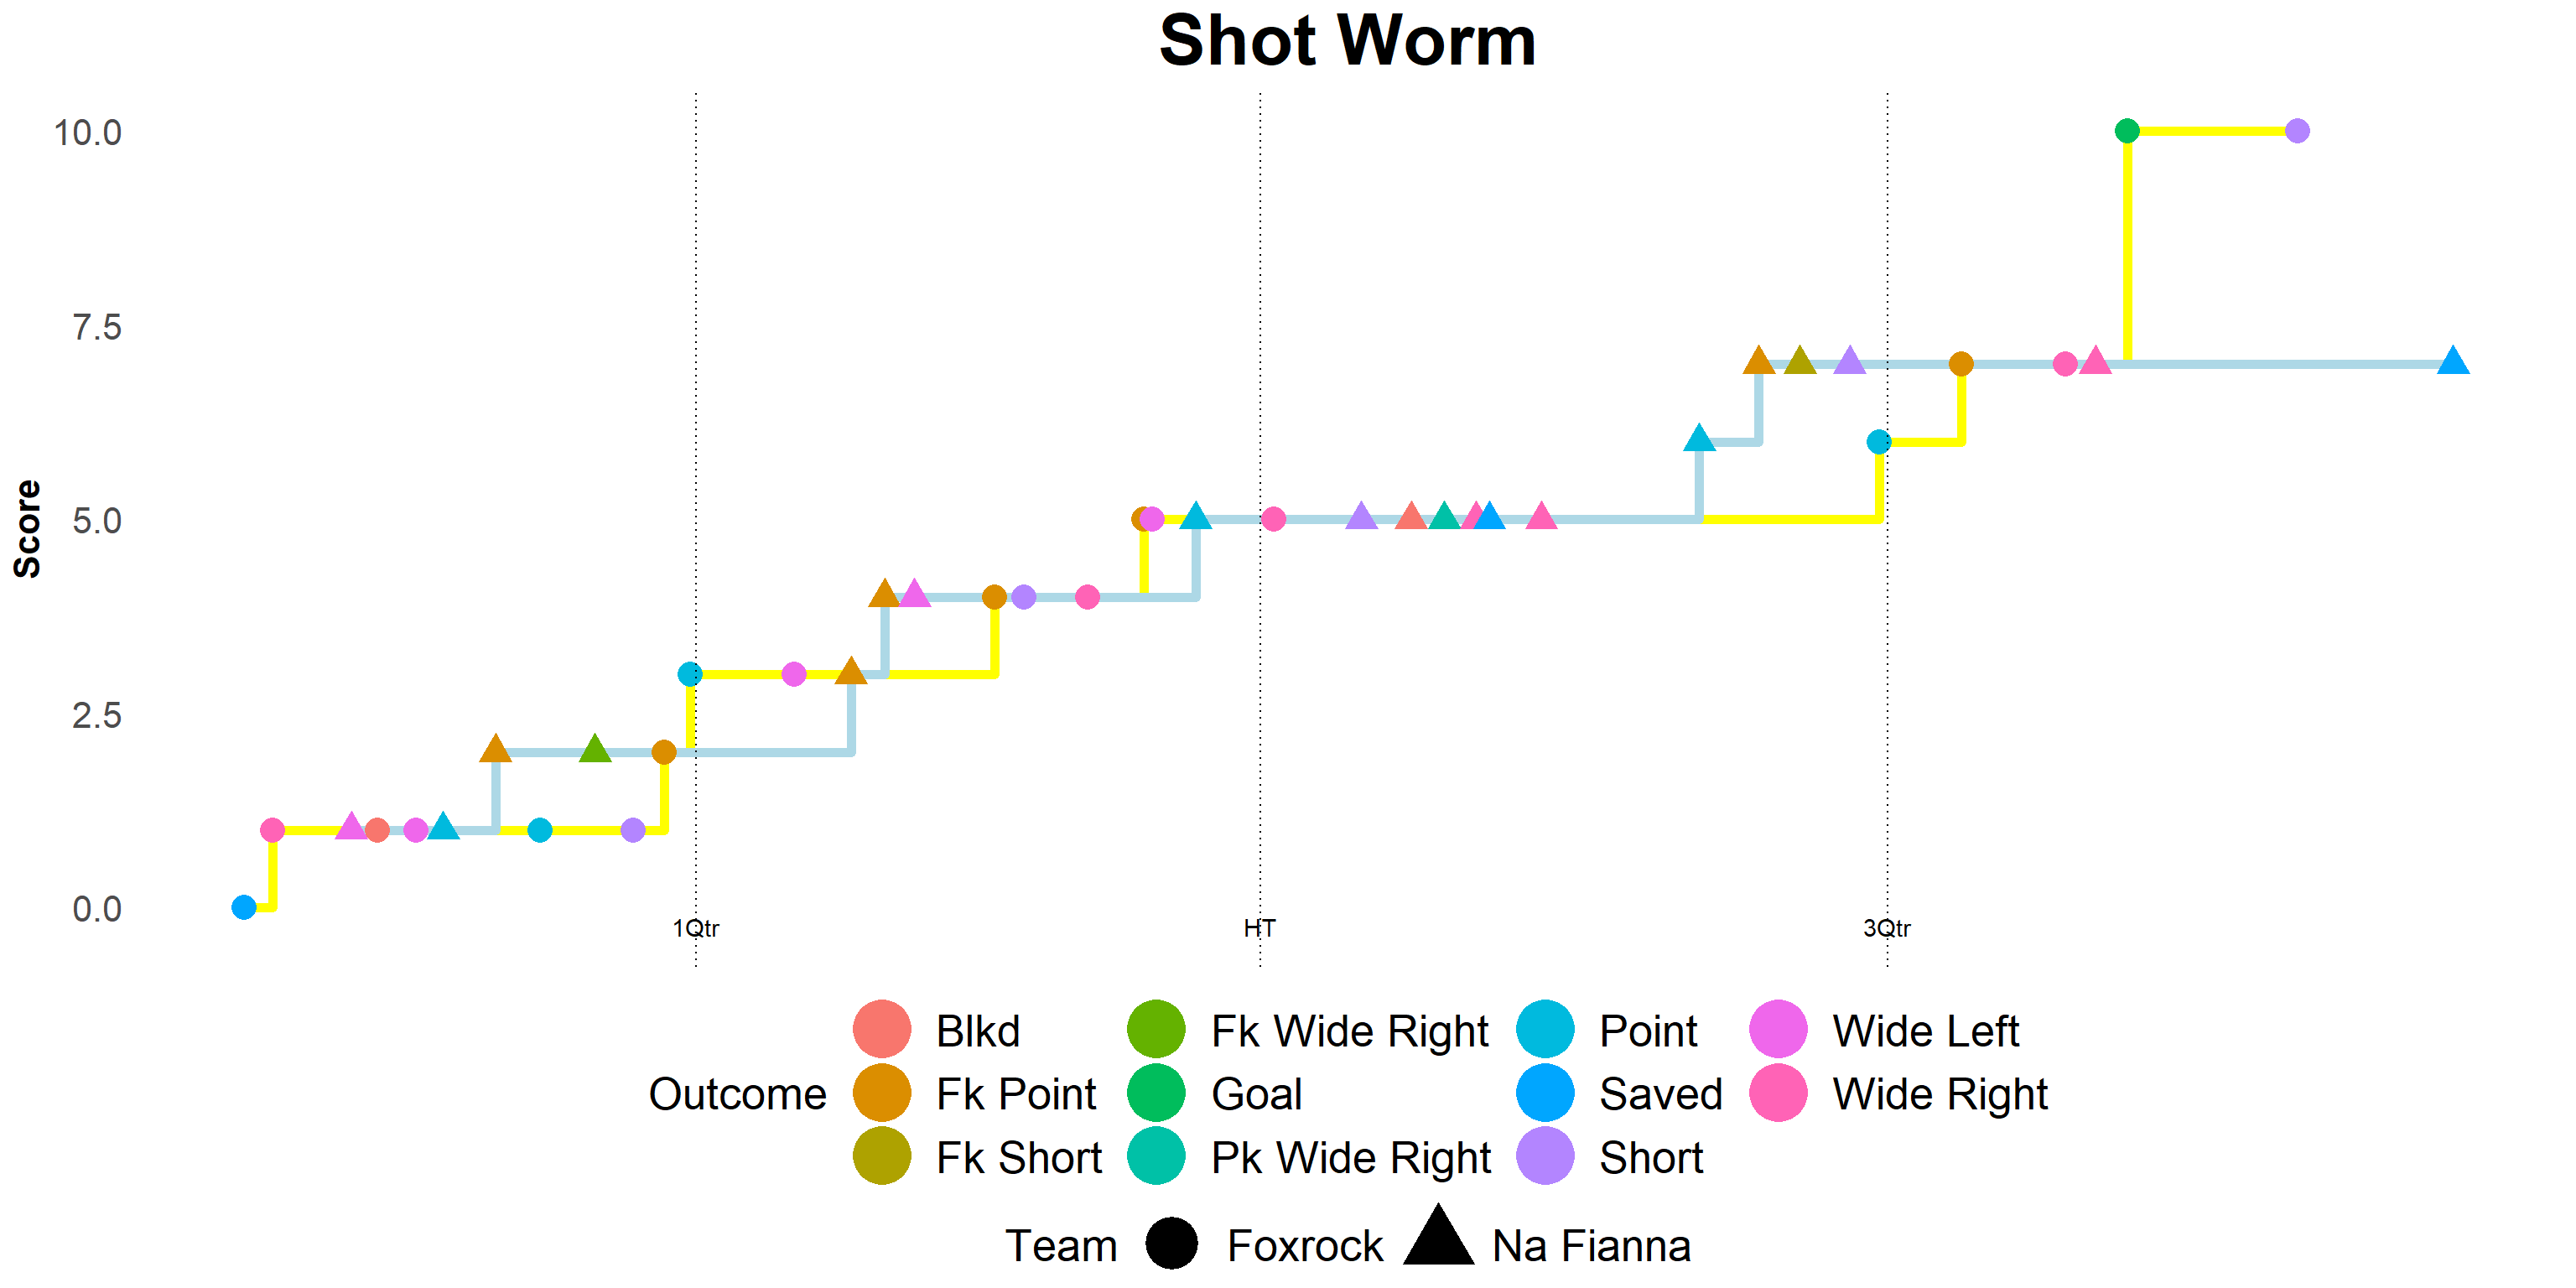 Shot Worm
10.0
7.5
5.0
2.5
0.0
Score
1Qtr
HT
3Qtr
Outcome
Blkd
Fk Point
Fk Short
Fk Wide Right
Goal
Pk Wide Right
Point
Saved
Short
Wide Left
Wide Right
Team
Foxrock
Na Fianna